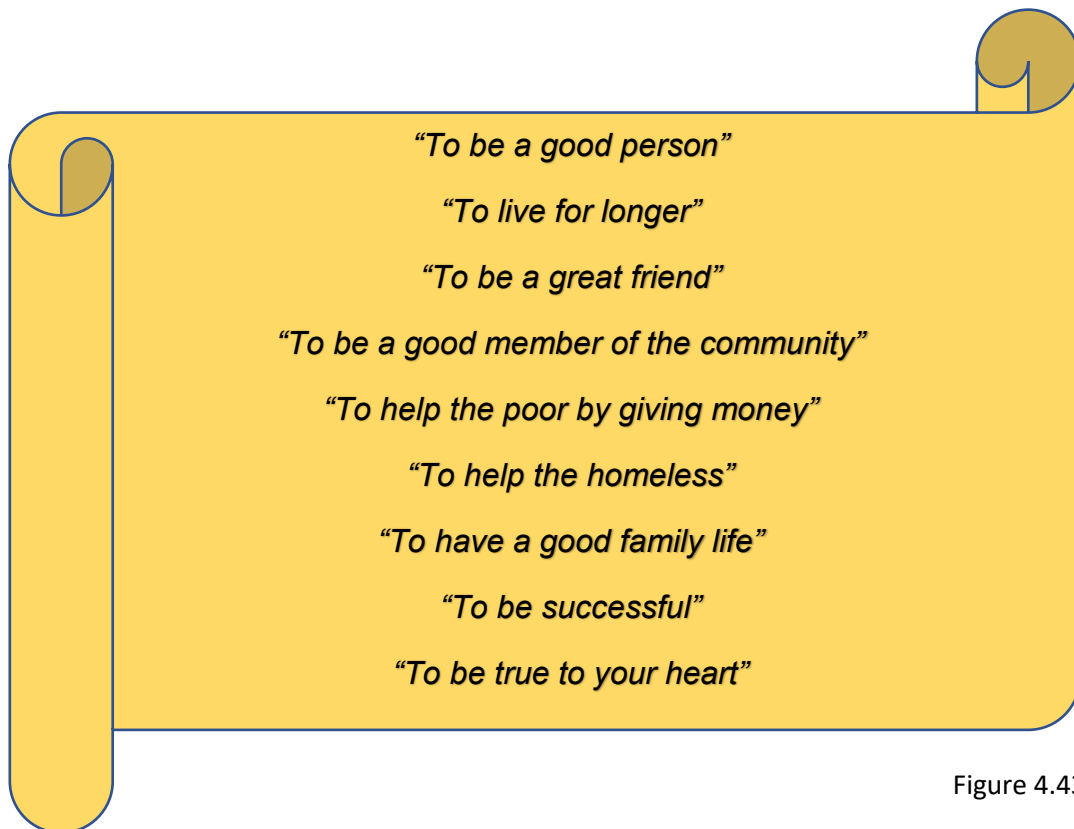 “To be a good person”
“To live for longer”
“To be a great friend”
“To be a good member of the community”
“To help the poor by giving money”
“To help the homeless”
“To have a good family life”
“To be successful”
“To be true to your heart”
Figure 4.43